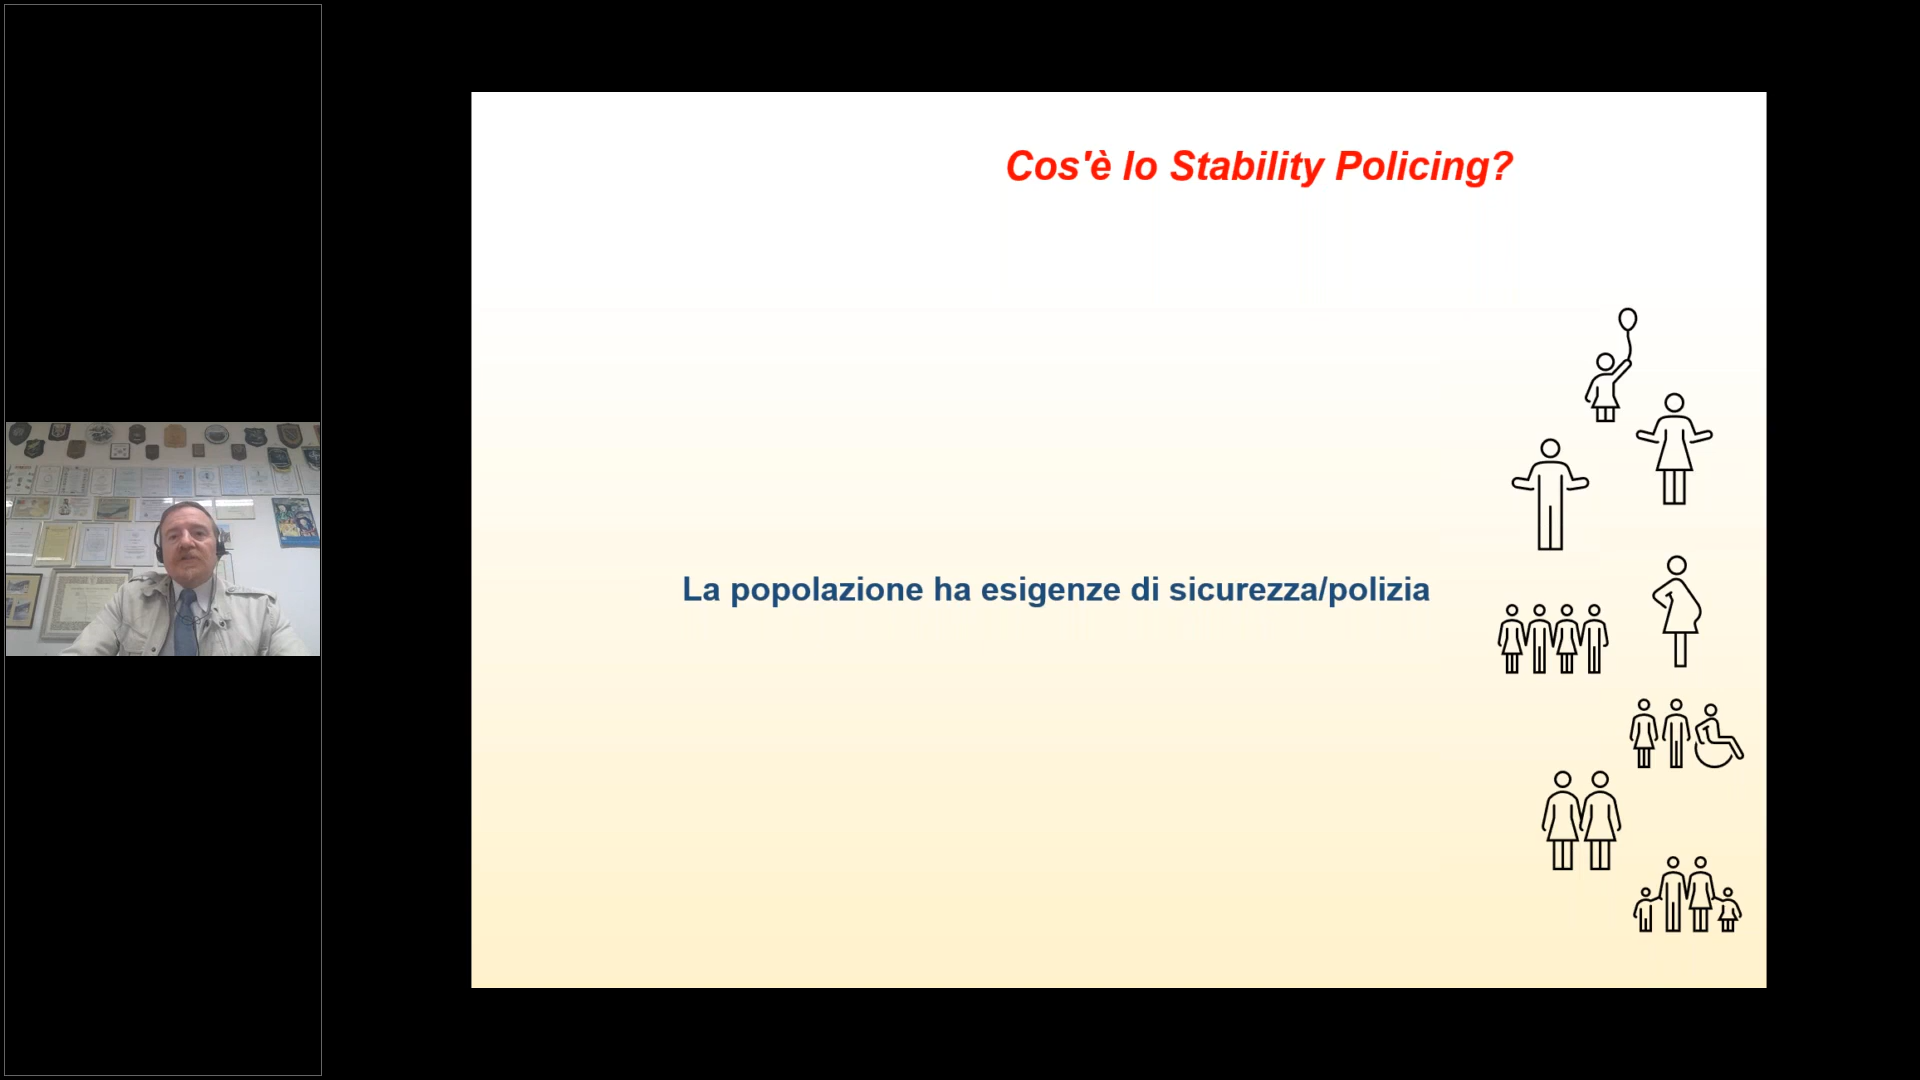 Cos'è lo Stability Policing?
La popolazione ha esigenze di sicurezza/polizia